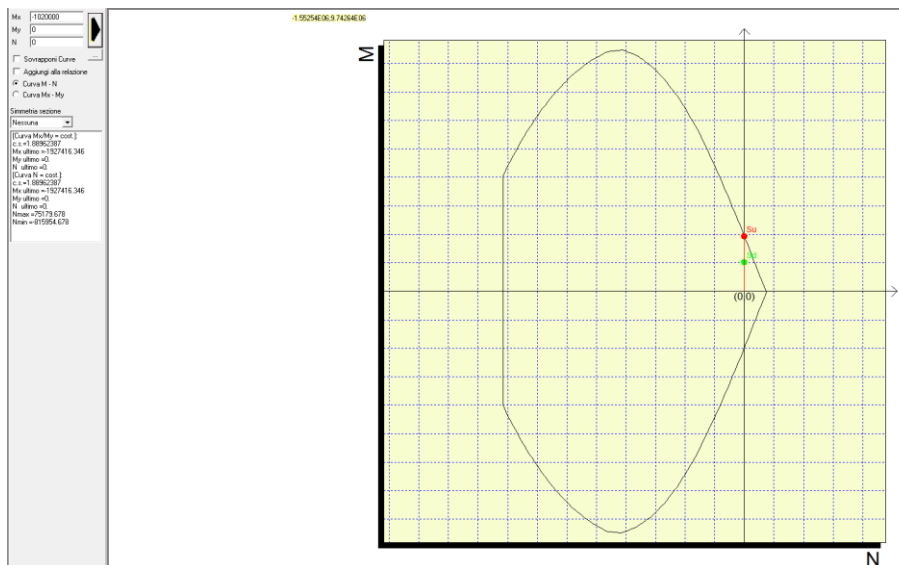 Mx -1020000
My 0
N 0
...
Sovrapponi Curve
Aggiungi alla relazione
Curva M - N
Curva Mx - My
Simmetria sezione
Nessuna
[Curva Mx/My = cost.]:
c.s.=1.88962387
Mx ultimo =-1927416.346
My ultimo =0.
N ultimo =0.
[Curva N = cost.]:
c.s.=1.88962387
Mx ultimo =-1927416.346
My ultimo =0.
N ultimo =0.
Nmax =75179.678
Nmin =-815954.678
-1.55254E06,9.74264E06
M
Su
Sd
(0,0)
N